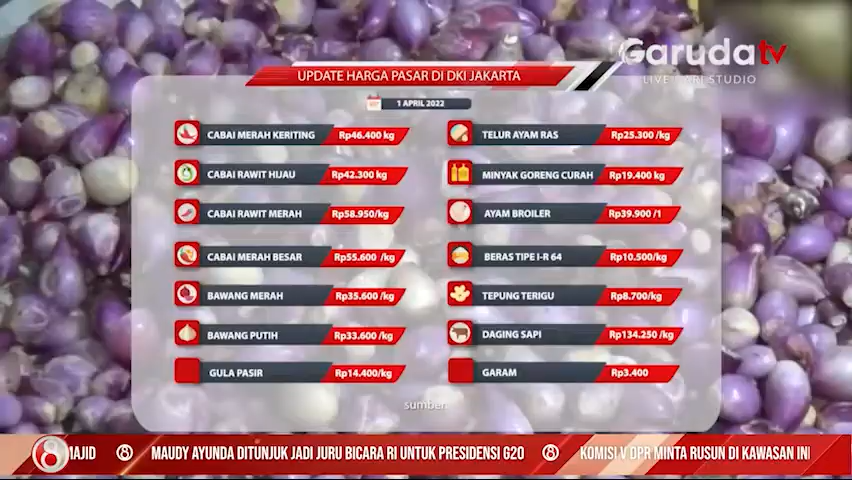 Garudatv
LIVE DARI STUDIO
UPDATE HARGA PASAR DI DKI JAKARTA
1 APRIL 2022
CABAI MERAH KERITING Rp46.400 kg
CABAI RAWIT HIJAU Rp42.300 kg
CABAI RAWIT MERAH Rp58.950/kg
CABAI MERAH BESAR Rp55.600 /kg
BAWANG MERAH Rp35.600 /kg
BAWANG PUTIH Rp33.600 /kg
GULA PASIR Rp14.400/kg
TELUR AYAM RAS Rp25.300 /kg
MINYAK GORENG CURAH Rp19.400 kg
AYAM BROILER Rp39.900 /1
BERAS TIPE I-R 64 Rp10.500/kg
TEPUNG TERIGU Rp8.700/kg
DAGING SAPI Rp134.250 /kg
GARAM Rp3.400
sumber:
8 MAJID 8 MAUDY AYUNDA DITUNJUK JADI JURU BICARA RI UNTUK PRESIDENSI G20 8 KOMISI V DPR MINTA RUSUN DI KAWASAN INI